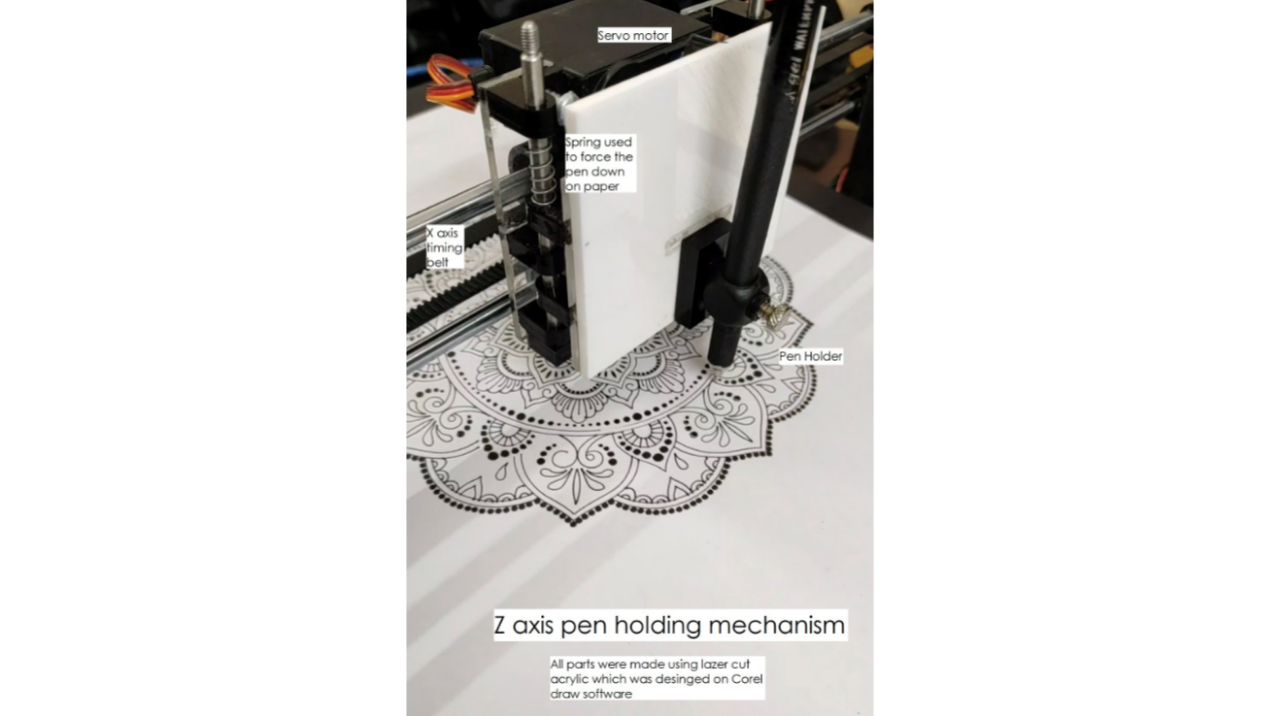 Servo motor
Spring used
to force the
pen down
on paper
X axis
timing
belt
Pen Holder
Z axis pen holding mechanism
All parts were made using lazer cut
acrylic which was desinged on Corel
draw software